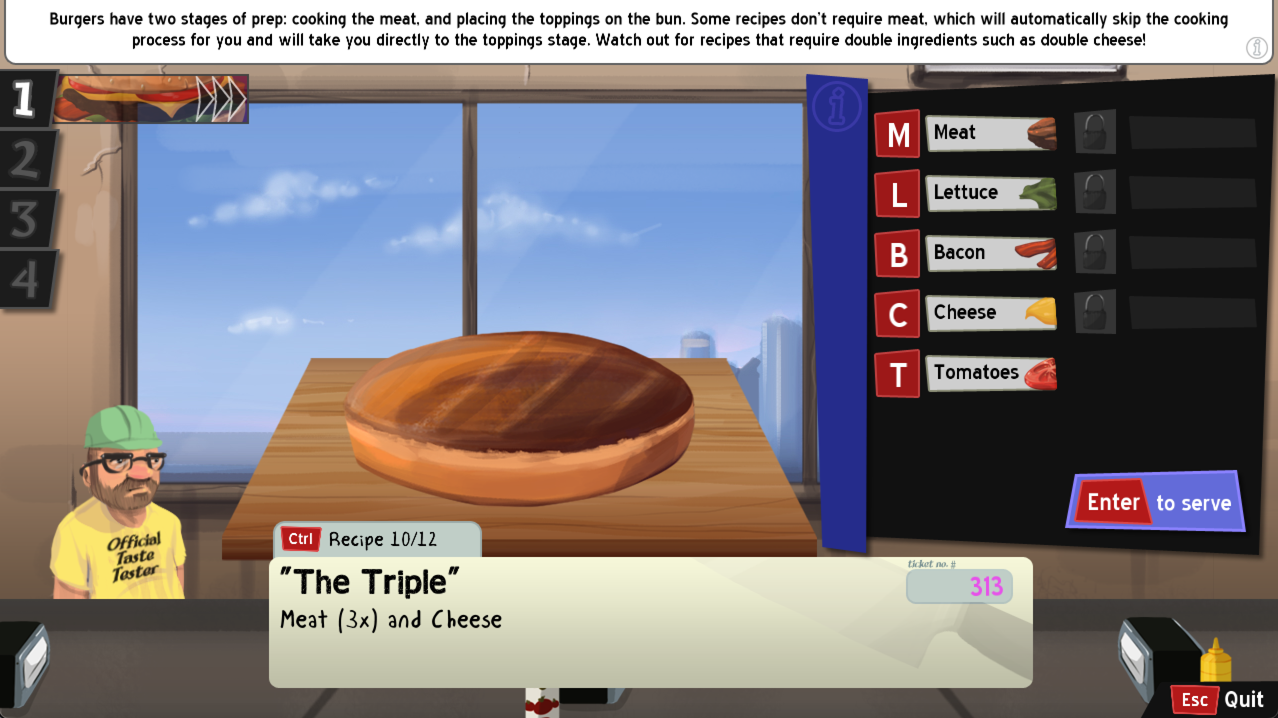 Burgers have two stages of prep: cooking the meat, and placing the toppings on the bun. Some recipes don't require meat, which will automatically skip the cooking
process for you and will take you directly to the toppings stage. Watch out for recipes that require double ingredients such as double cheese!
1
2
3
4
M Meat
L Lettuce
B Bacon
C Cheese
T Tomatoes
Enter to serve
Official
Taste
Tester
Ctrl Recipe 10/12
"The Triple"
ticket no. #
313
Meat (3x) and Cheese
Esc Quit